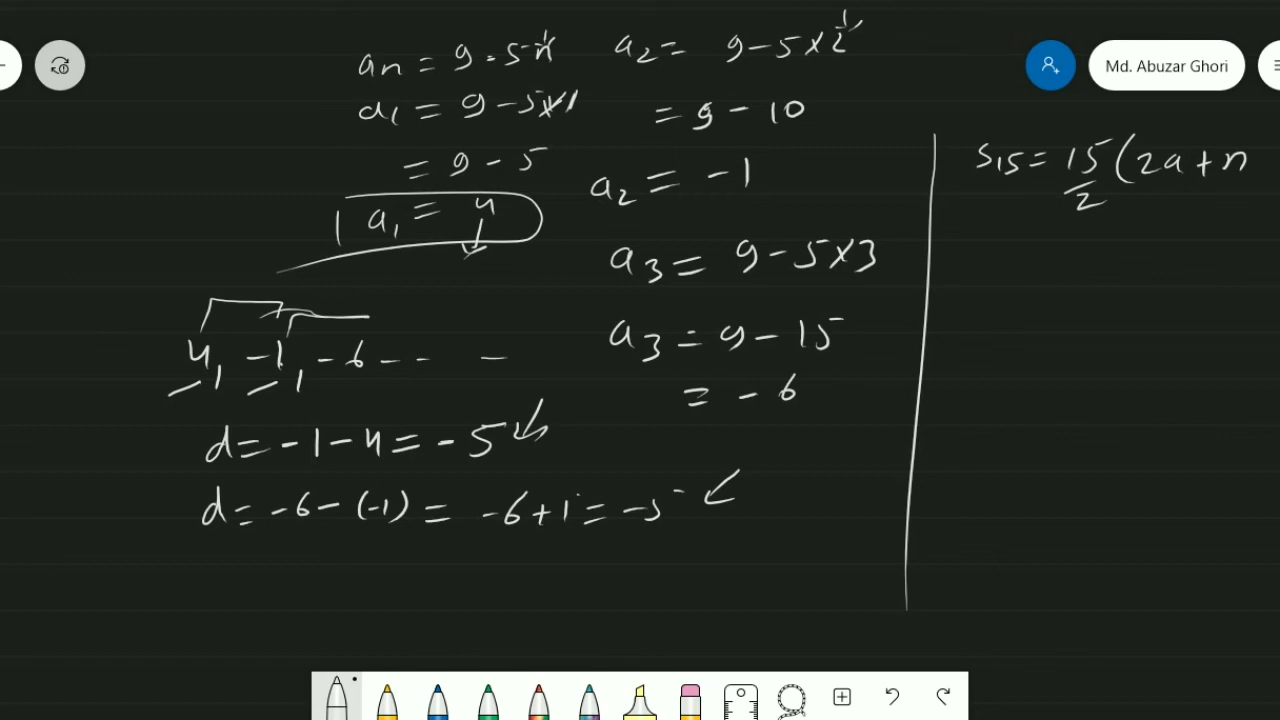 an = 9 - 5n
a1 = 9 - 5×1
= 9 - 5
a1 = 4
4, -1, -6 - - - -
d = -1 - 4 = -5
d = -6 - (-1) = -6 + 1 = -5
a2 = 9 - 5×2
= 9 - 10
a2 = -1
a3 = 9 - 5×3
a3 = 9 - 15
= -6
Md. Abuzar Ghori
S15 = 15/2 (2a + n